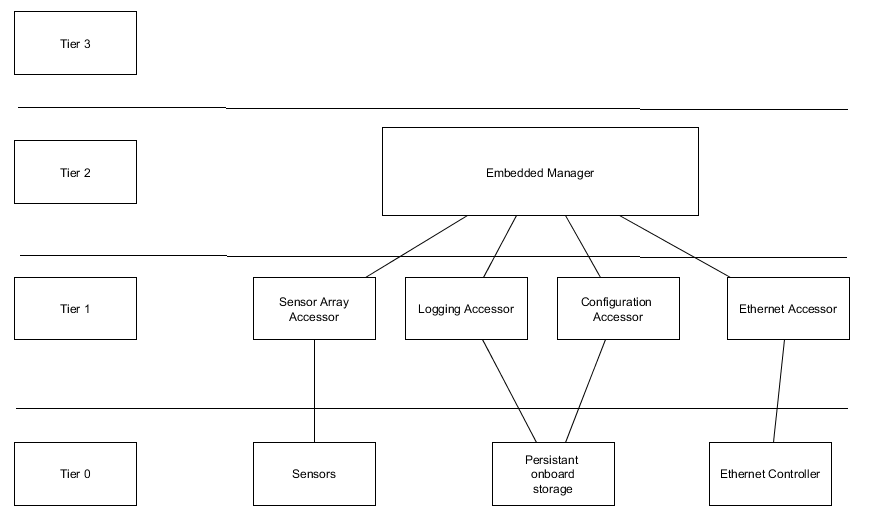 Tier 3
Tier 2
Embedded Manager
Tier 1
Sensor Array
Accessor
Logging Accessor
Configuration
Accessor
Ethernet Accessor
Tier 0
Sensors
Persistant
onboard
storage
Ethernet Controller